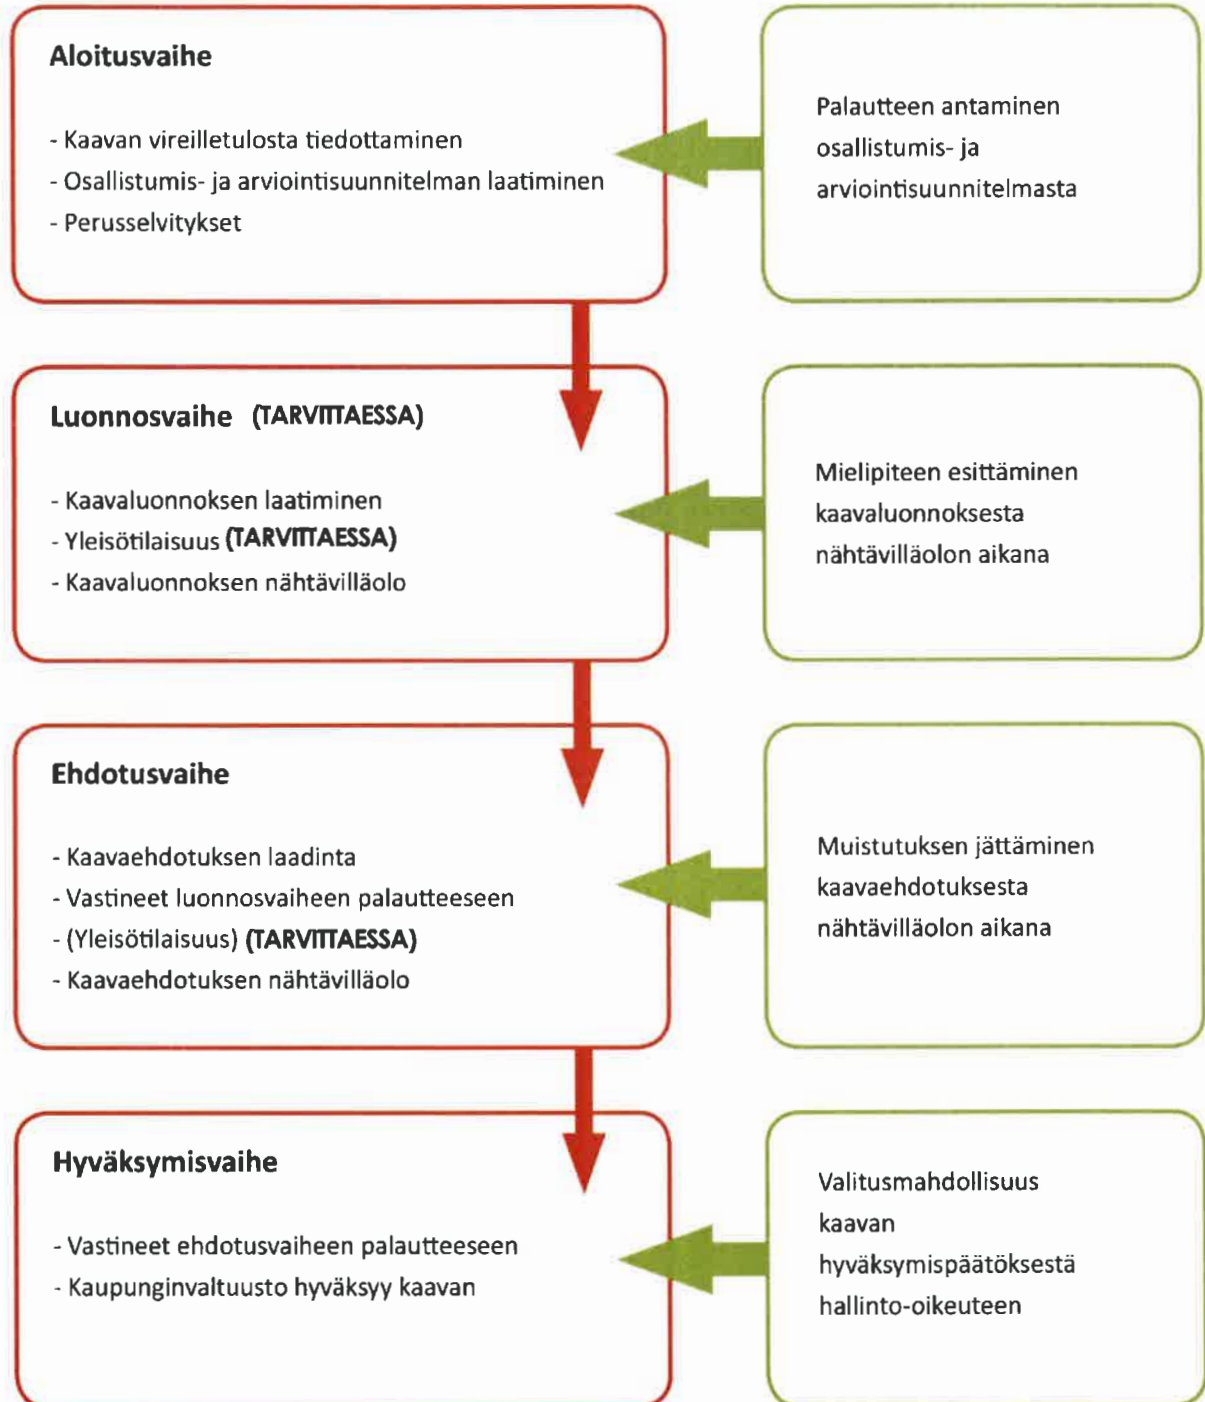 Aloitusvaihe
- Kaavan vireilletulosta tiedottaminen
- Osallistumis- ja arviointisuunnitelman laatiminen
- Perusselvitykset
Palautteen antaminen
osallistumis- ja
arviointisuunnitelmasta
Luonnosvaihe (TARVITTAESSA)
- Kaavaluonnoksen laatiminen
- Yleisötilaisuus (TARVITTAESSA)
- Kaavaluonnoksen nähtävilläolo
Mielipiteen esittäminen
kaavaluonnoksesta
nähtävilläolon aikana
Ehdotusvaihe
- Kaavaehdotuksen laadinta
- Vastineet luonnosvaiheen palautteeseen
- (Yleisötilaisuus) (TARVITTAESSA)
- Kaavaehdotuksen nähtävilläolo
Muistutuksen jättäminen
kaavaehdotuksesta
nähtävilläolon aikana
Hyväksymisvaihe
- Vastineet ehdotusvaiheen palautteeseen
- Kaupunginvaltuusto hyväksyy kaavan
Valitusmahdollisuus
kaavan
hyväksymispäätöksestä
hallinto-oikeuteen